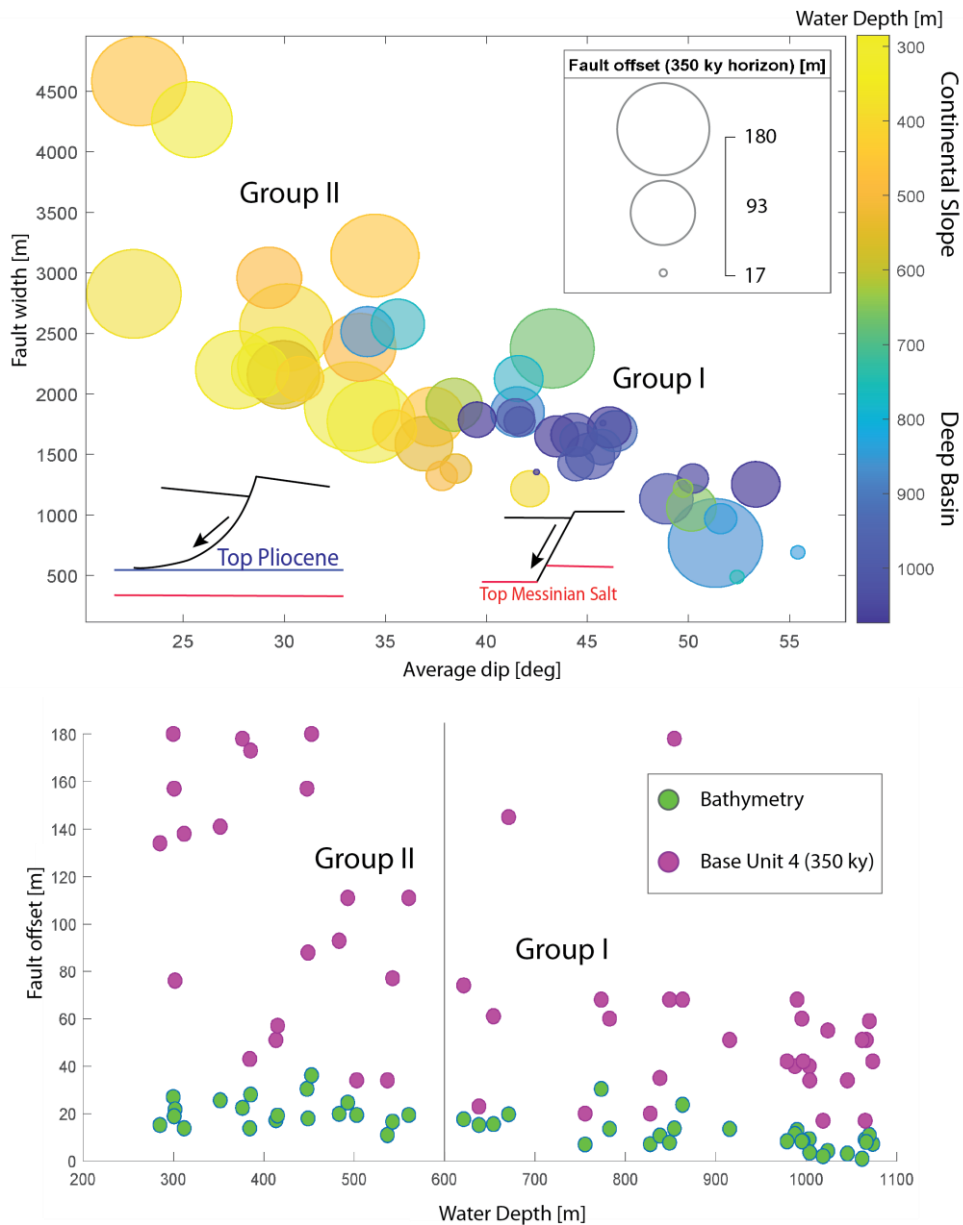 Water Depth [m]
Fault width [m]
4500
4000
3500
3000
2500
2000
1500
1000
500
25
30
35
40
45
50
55
Average dip [deg]
Group II
Group I
Fault offset (350 ky horizon) [m]
180
93
17
Top Pliocene
Top Messinian Salt
300
400
500
600
700
800
900
1000
Continental Slope
Deep Basin
Fault offset [m]
180
160
140
120
100
80
60
40
20
0
200
300
400
500
600
700
800
900
1000
1100
Water Depth [m]
Group II
Group I
Bathymetry
Base Unit 4 (350 ky)